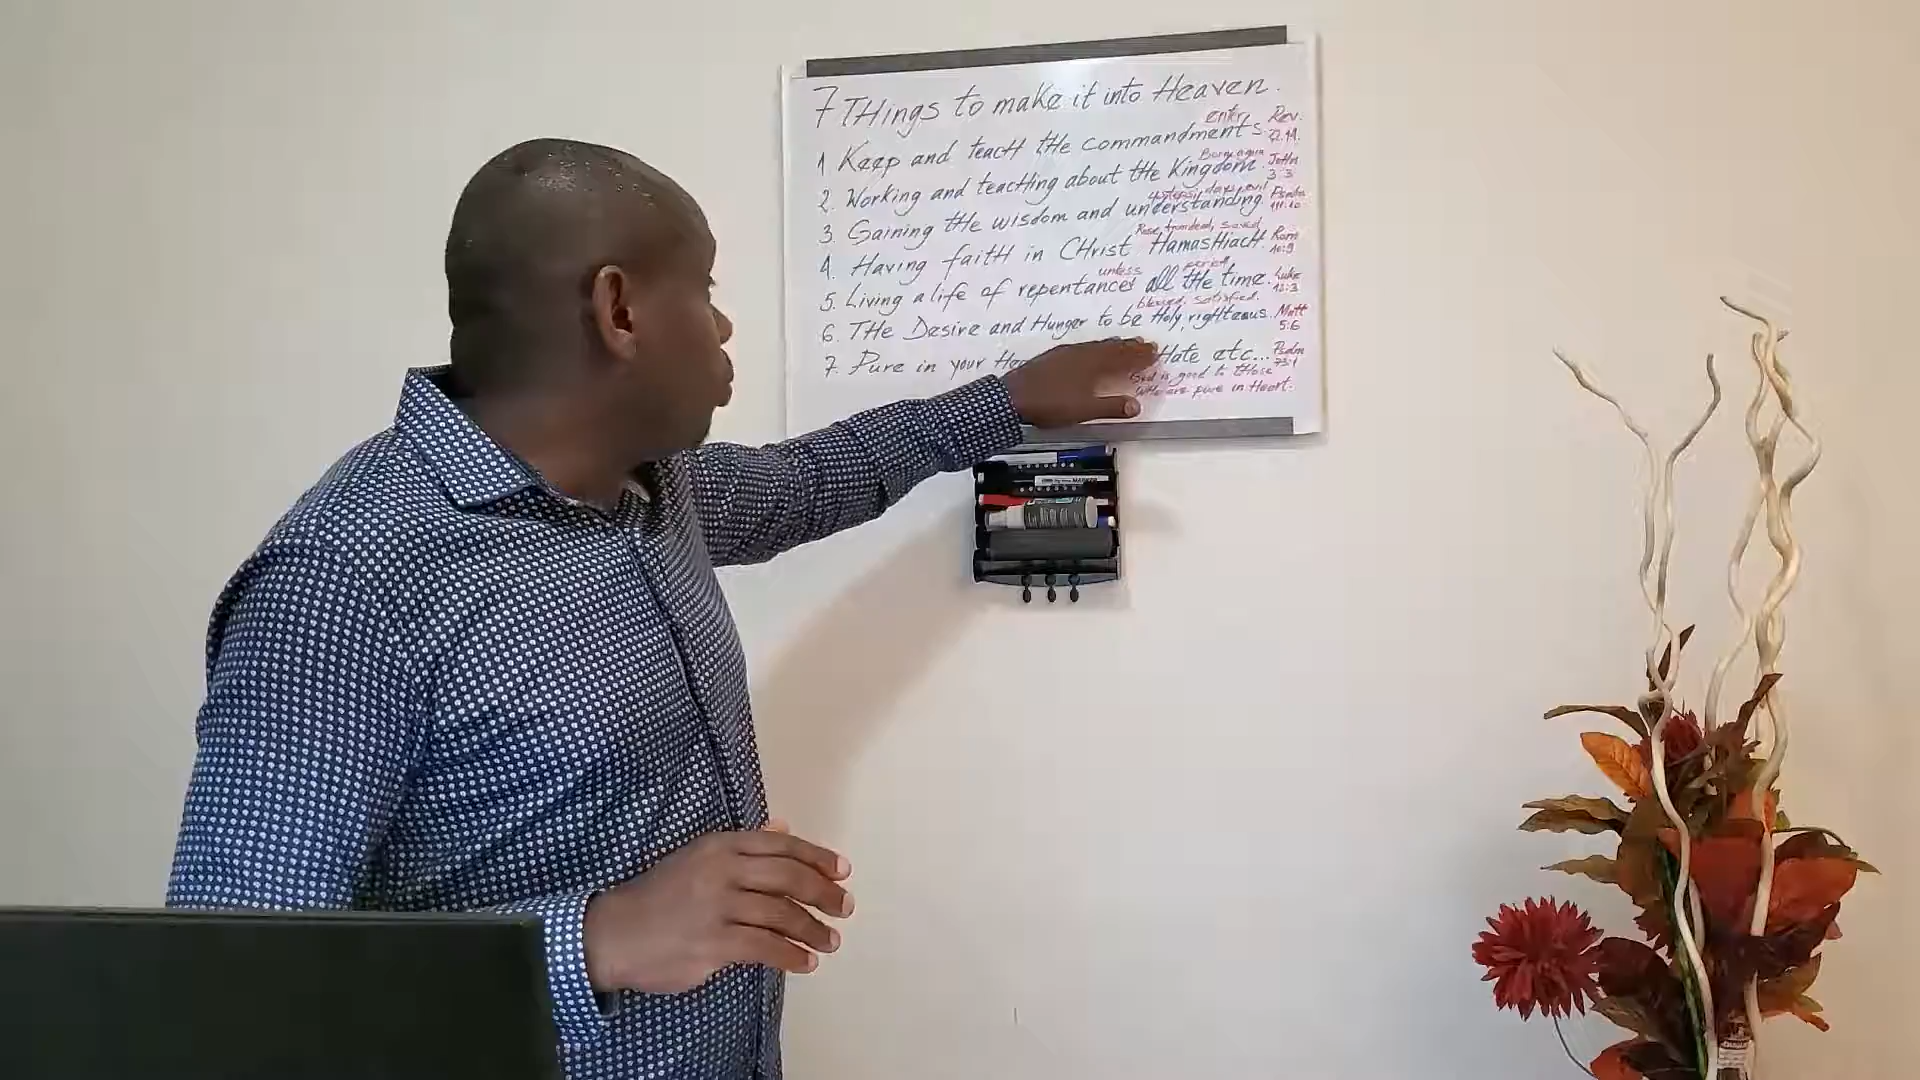 7 THings to make it into Heaven.
enter Rev.
1 Keep and teacH tHe commandments.
Born again JoHn
3 3
2. Working and teacHing about tHe Kingdom.
days Psalm
111:10
3. Gaining tHe wisdom and understanding.
Rose from dead, saved Rom
10:9
4. Having faitH in CHrist HamasHiacH.
unless perish Luke
13:3
5. Living a life of repentances all tHe time.
blessed, satisfied. Matt
5:6
6. THe Desire and Hunger to be Holy, rigHteous.
7. Pure in your Hate etc... Psalm
73:1
God is good to tHose
wHo are pure in Heart.